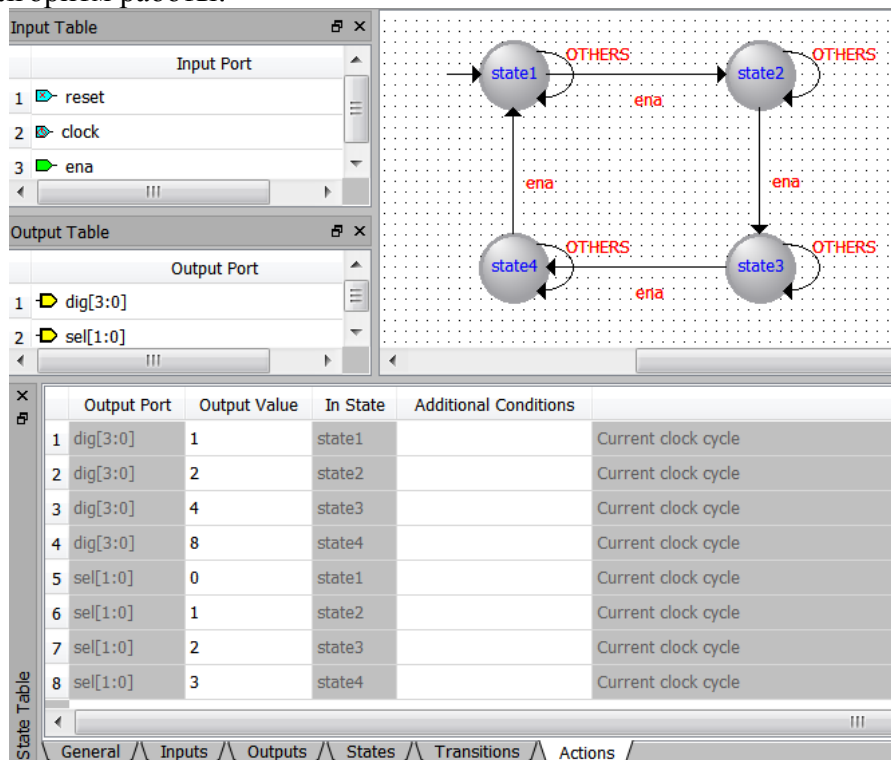 Input Table
Input Port
1 reset
2 clock
3 ena
Output Table
Output Port
1 dig[3:0]
2 sel[1:0]
state1
OTHERS
state2
OTHERS
ena
ena
ena
state4
OTHERS
state3
OTHERS
ena
State Table
Output Port Output Value In State Additional Conditions
1 dig[3:0] 1 state1 Current clock cycle
2 dig[3:0] 2 state2 Current clock cycle
3 dig[3:0] 4 state3 Current clock cycle
4 dig[3:0] 8 state4 Current clock cycle
5 sel[1:0] 0 state1 Current clock cycle
6 sel[1:0] 1 state2 Current clock cycle
7 sel[1:0] 2 state3 Current clock cycle
8 sel[1:0] 3 state4 Current clock cycle
General Inputs Outputs States Transitions Actions